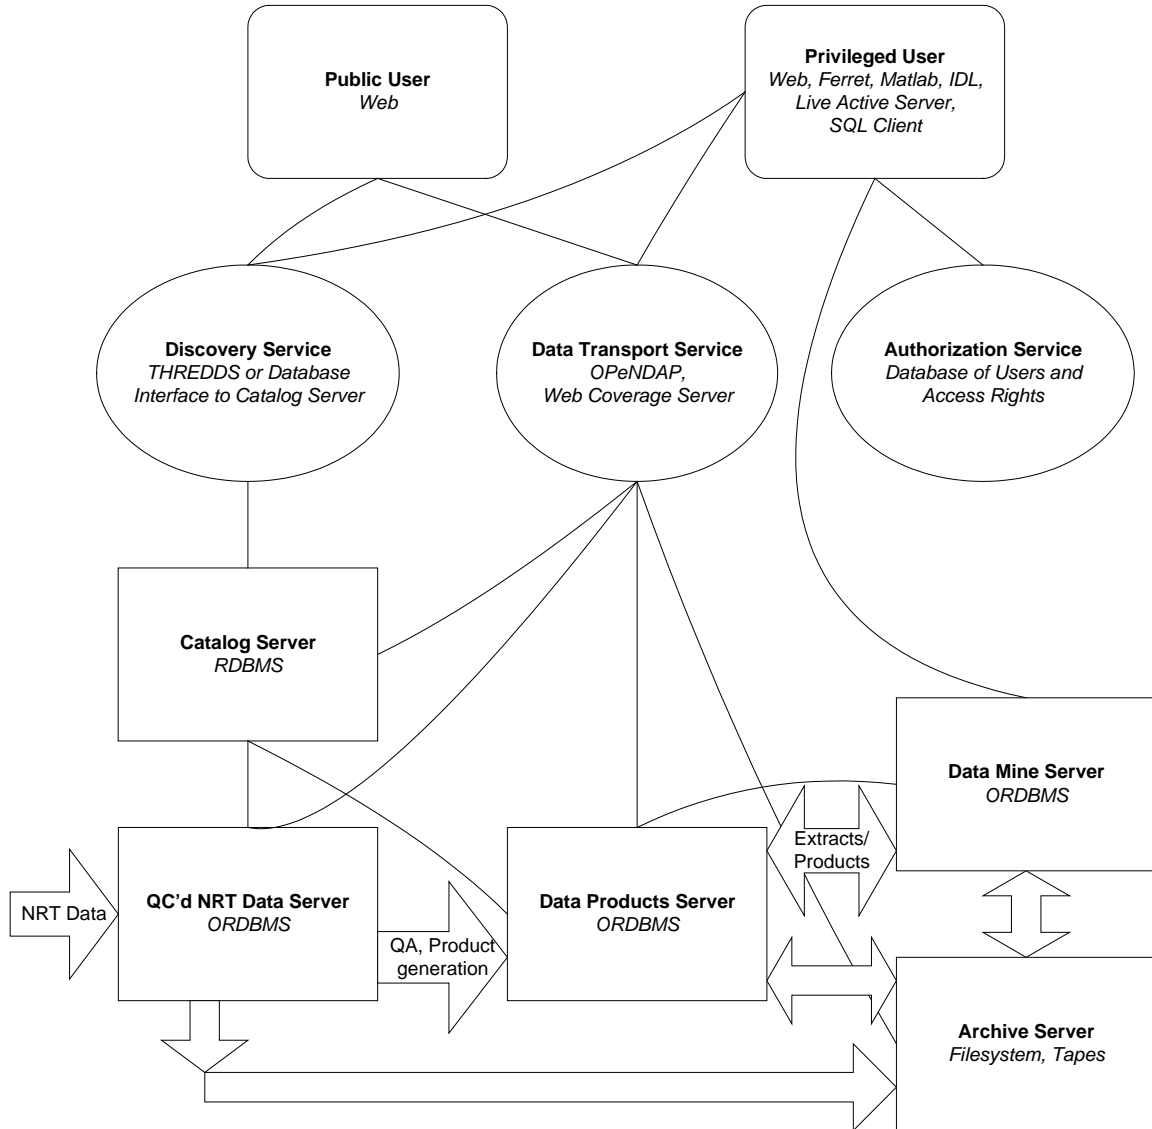 Public User
Web
Privileged User
Web, Ferret, Matlab, IDL,
Live Active Server,
SQL Client
Discovery Service
THREDDS or Database
Interface to Catalog Server
Data Transport Service
OPeNDAP,
Web Coverage Server
Authorization Service
Database of Users and
Access Rights
Catalog Server
RDBMS
Data Mine Server
ORDBMS
NRT Data
QC'd NRT Data Server
ORDBMS
QA, Product
generation
Data Products Server
ORDBMS
Extracts/
Products
Archive Server
Filesystem, Tapes